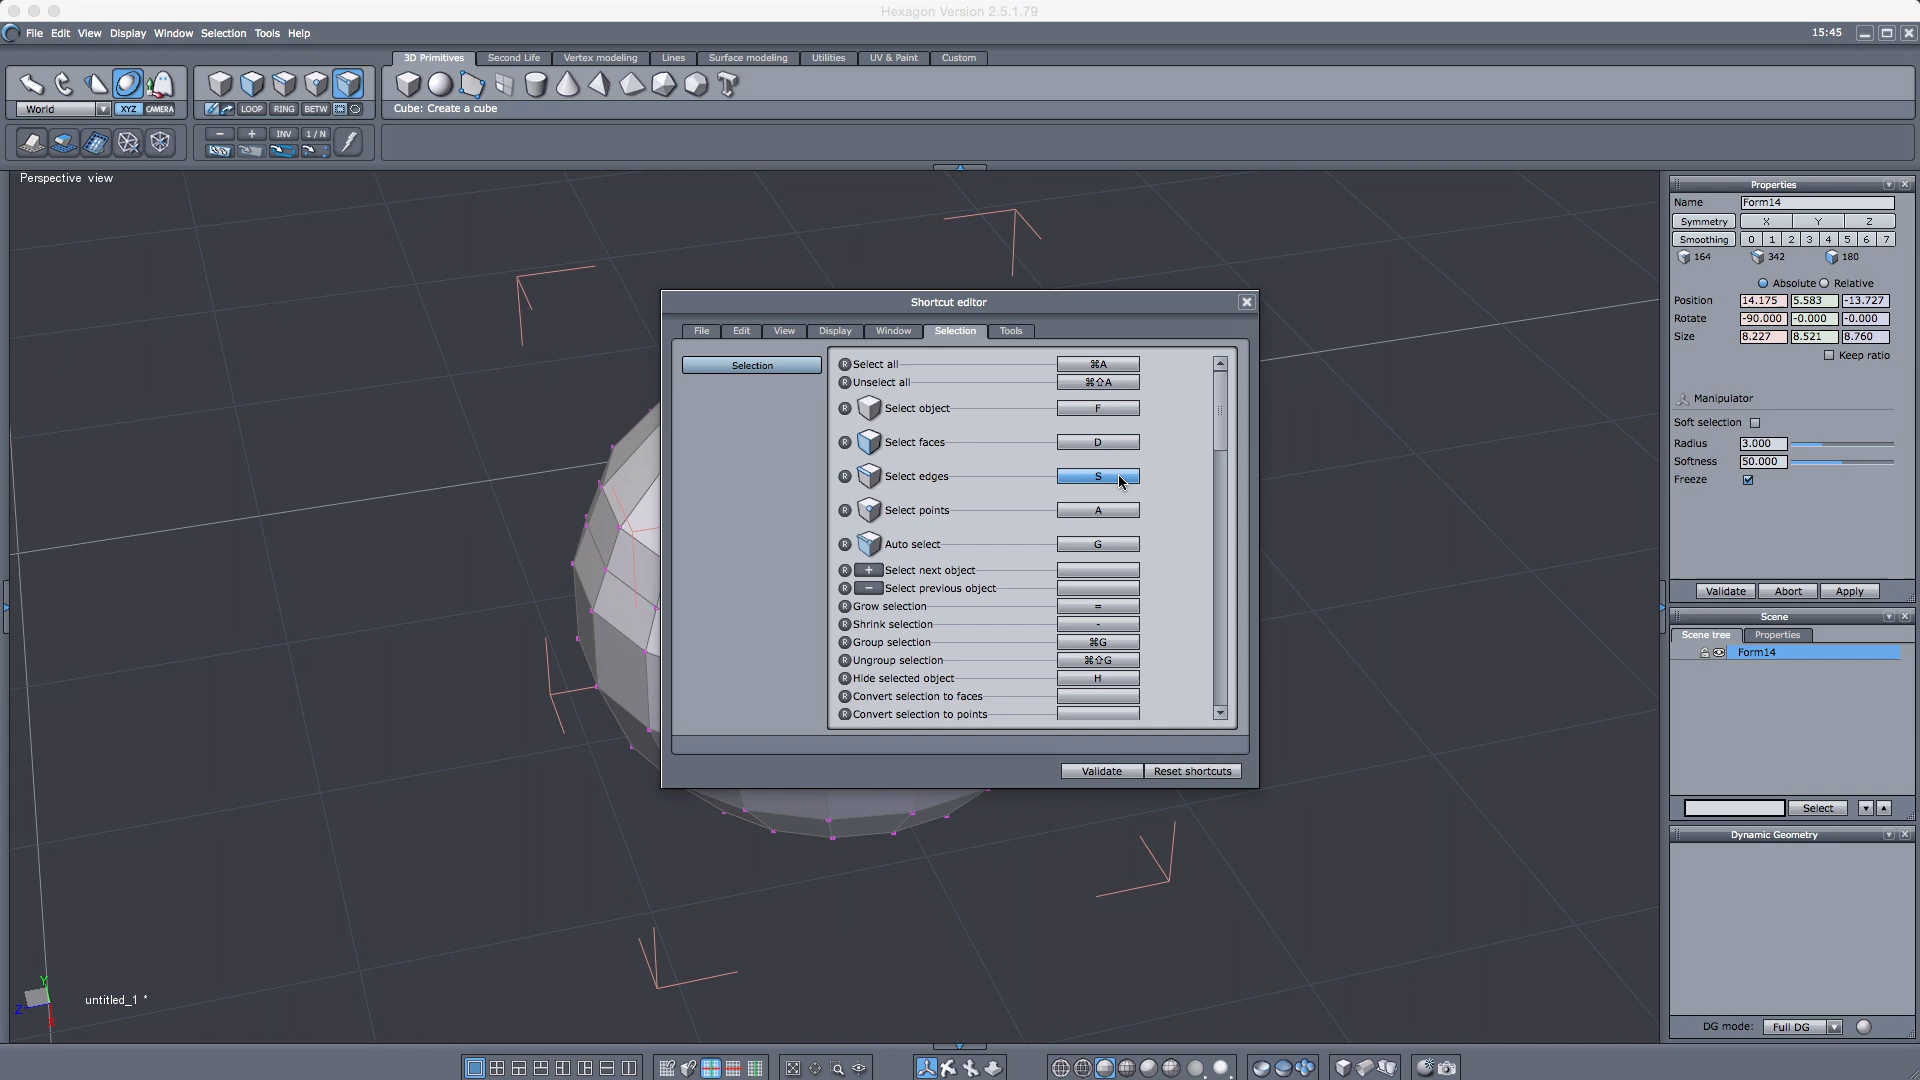 Hexagon Version 2.5.1.79
File Edit View Display Window Selection Tools Help
15:45
3D Primitives Second Life Vertex modeling Lines Surface modeling Utilities UV & Paint Custom
World XYZ CAMERA LOOP RING BETW
Cube: Create a cube
- + INV 1 / N
Perspective view
Properties
Name Form14
Symmetry X Y Z
Smoothing 0 1 2 3 4 5 6 7
164 342 180
Absolute Relative
Position 14.175 5.583 -13.727
Rotate -90.000 -0.000 -0.000
Size 8.227 8.521 8.760
Keep ratio
Manipulator
Soft selection
Radius 3.000
Softness 50.000
Freeze
Validate Abort Apply
Scene
Scene tree Properties
Form14
Select
Dynamic Geometry
DG mode: Full DG
Shortcut editor
File Edit View Display Window Selection Tools
Selection
R Select all ⌘A
R Unselect all ⌘⇧A
R Select object F
R Select faces D
R Select edges S
R Select points A
R Auto select G
R + Select next object
R - Select previous object
R Grow selection =
R Shrink selection -
R Group selection ⌘G
R Ungroup selection ⌘⇧G
R Hide selected object H
R Convert selection to faces
R Convert selection to points
Validate Reset shortcuts
Y
Z
X
untitled_1 *